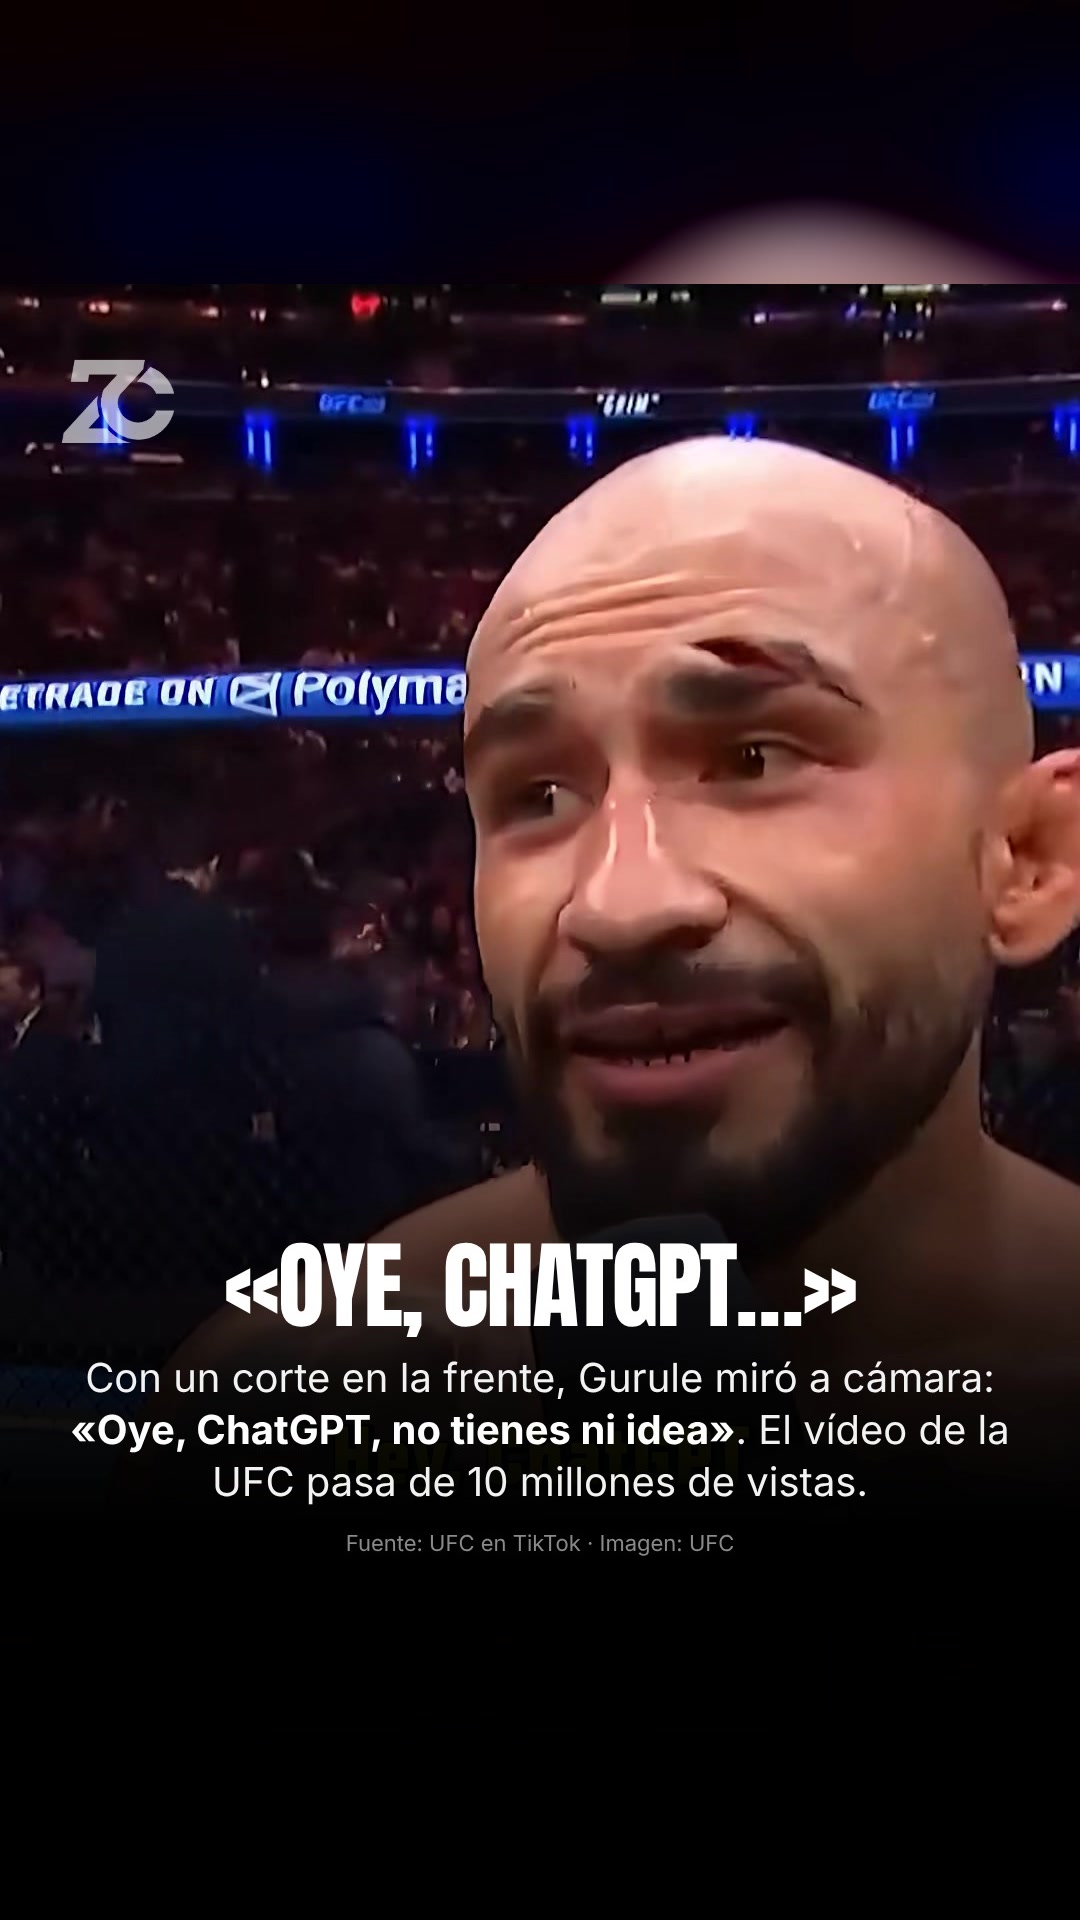 ZC
"GRIM"
ETRADE ON Polyma
«OYE, CHATGPT...»
Con un corte en la frente, Gurule miró a cámara:
«Oye, ChatGPT, no tienes ni idea». El vídeo de la
UFC pasa de 10 millones de vistas.
Fuente: UFC en TikTok · Imagen: UFC